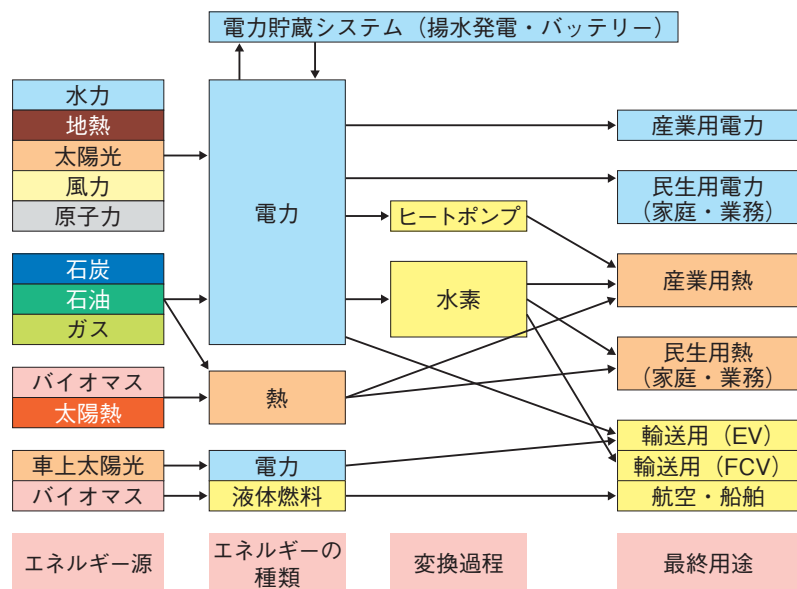 電力貯蔵システム（揚水発電・バッテリー）
水力
地熱
太陽光
風力
原子力
石炭
石油
ガス
バイオマス
太陽熱
車上太陽光
バイオマス
エネルギー源
電力
熱
電力
液体燃料
エネルギーの
種類
ヒートポンプ
水素
変換過程
産業用電力
民生用電力
（家庭・業務）
産業用熱
民生用熱
（家庭・業務）
輸送用（EV）
輸送用（FCV）
航空・船舶
最終用途